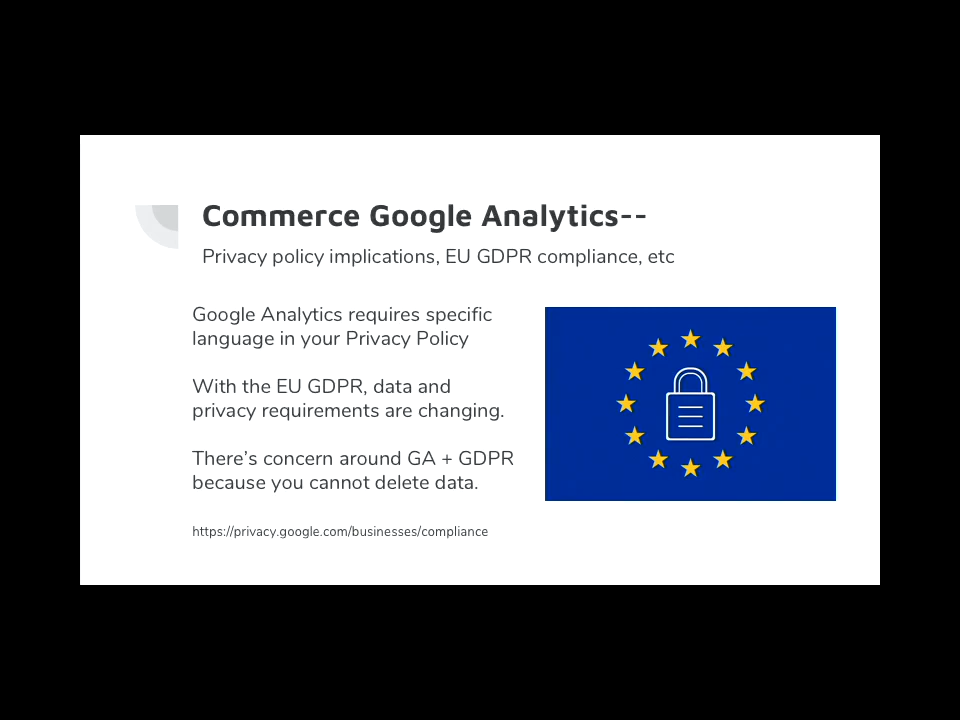 Commerce Google Analytics--
Privacy policy implications, EU GDPR compliance, etc
Google Analytics requires specific
language in your Privacy Policy
With the EU GDPR, data and
privacy requirements are changing.
There’s concern around GA + GDPR
because you cannot delete data.
https://privacy.google.com/businesses/compliance